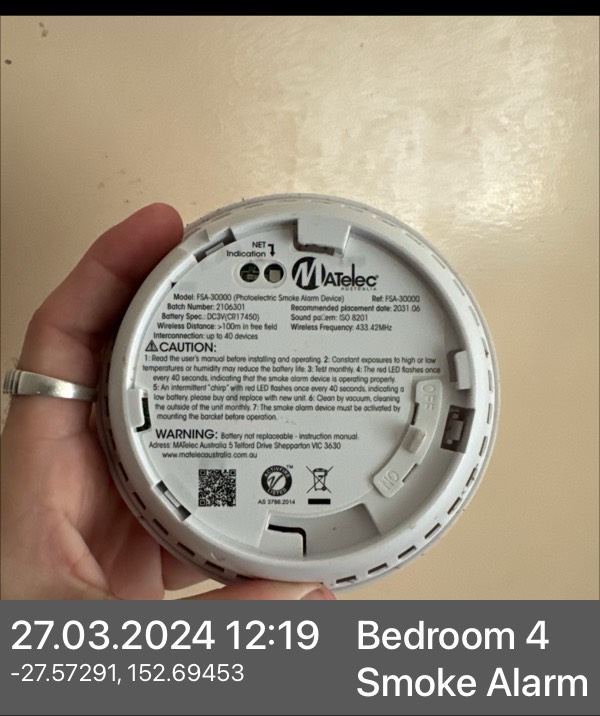 NET
Indication
MATelec
AUSTRALIA
Model: FSA-30000 (Photoelectric Smoke Alarm Device) Ref: FSA-30000
Batch Number: 2106301 Recommended placement date: 2031.06
Battery Spec.: DC3V(CR17450) Sound pattern: ISO 8201
Wireless Distance: >100m in free field Wireless Frequency: 433.42MHz
Interconnection: up to 40 devices
CAUTION:
1: Read the user's manual before installing and operating. 2: Constant exposures to high or low
temperatures or humidity may reduce the battery life. 3: Test monthly. 4: The red LED flashes once
every 40 seconds, indicating that the smoke alarm device is operating properly.
5: An intermittent "chirp" with red LED flashes once every 40 seconds, indicating a
low battery, please buy and replace with new unit. 6: Clean by vacuum, cleaning
the outside of the unit monthly. 7: The smoke alarm device must be activated by
mounting the bracket before operation.
OFF
ON
WARNING: Battery not replaceable - instruction manual.
Adress: MATelec Australia 5 Telford Drive Shepparton VIC 3630
www.matelecaustralia.com.au
TM
AS 3786:2014
27.03.2024 12:19
-27.57291, 152.69453
Bedroom 4
Smoke Alarm